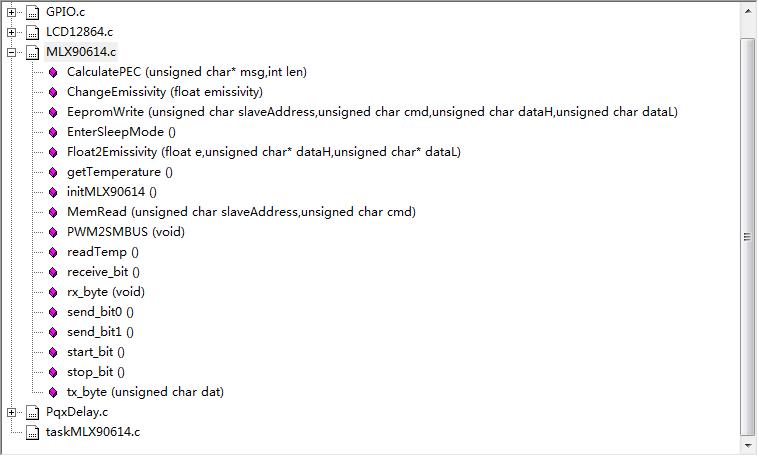 GPIO.c
LCD12864.c
MLX90614.c
CalculatePEC (unsigned char* msg,int len)
ChangeEmissivity (float emissivity)
EepromWrite (unsigned char slaveAddress,unsigned char cmd,unsigned char dataH,unsigned char dataL)
EnterSleepMode ()
Float2Emissivity (float e,unsigned char* dataH,unsigned char* dataL)
getTemperature ()
initMLX90614 ()
MemRead (unsigned char slaveAddress,unsigned char cmd)
PWM2SMBUS (void)
readTemp ()
receive_bit ()
rx_byte (void)
send_bit0 ()
send_bit1 ()
start_bit ()
stop_bit ()
tx_byte (unsigned char dat)
PqxDelay.c
taskMLX90614.c